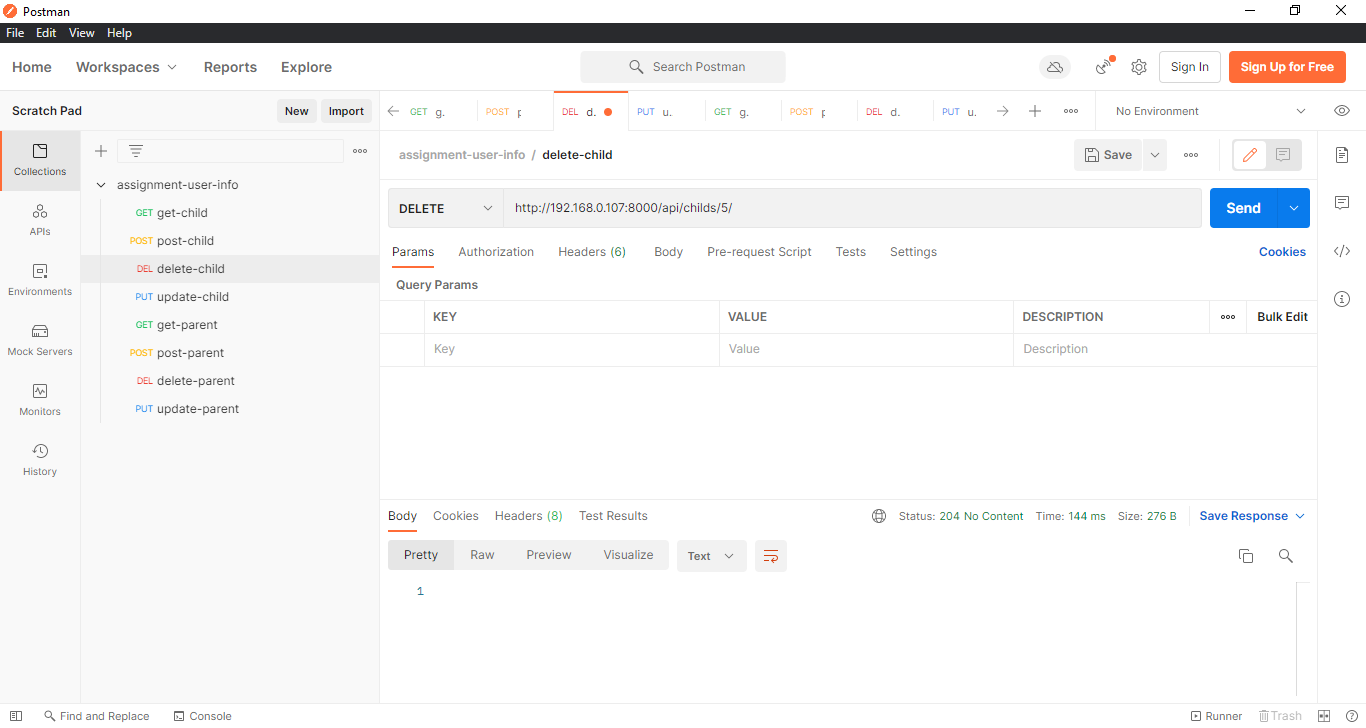 Postman
File Edit View Help
Home Workspaces Reports Explore Search Postman Sign In Sign Up for Free
Scratch Pad New Import GET g. POST p DEL d. PUT u. GET g. POST p DEL d. PUT u. No Environment
assignment-user-info / delete-child Save
Collections
APIs
Environments
Mock Servers
Monitors
History
assignment-user-info
GET get-child
POST post-child
DEL delete-child
PUT update-child
GET get-parent
POST post-parent
DEL delete-parent
PUT update-parent
DELETE http://192.168.0.107:8000/api/childs/5/ Send
Params Authorization Headers (6) Body Pre-request Script Tests Settings Cookies
Query Params
KEY VALUE DESCRIPTION Bulk Edit
Key Value Description
Body Cookies Headers (8) Test Results Status: 204 No Content Time: 144 ms Size: 276 B Save Response
Pretty Raw Preview Visualize Text
1
Find and Replace Console Runner Trash